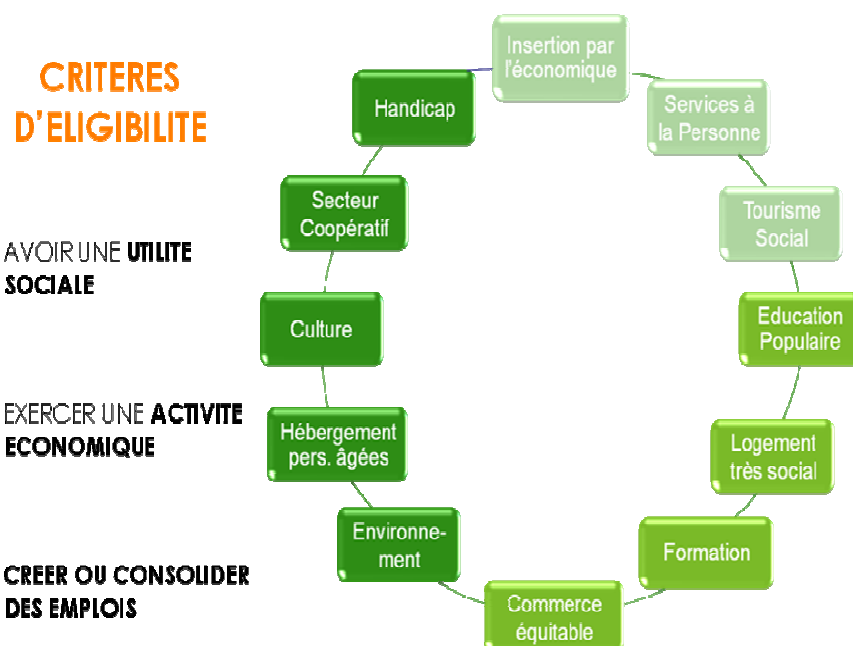 CRITERES
D'ELIGIBILITE
AVOIR UNE UTILITE
SOCIALE
EXERCER UNE ACTIVITE
ECONOMIQUE
CREER OU CONSOLIDER
DES EMPLOIS
Insertion par
l'économique
Services à
la Personne
Tourisme
Social
Education
Populaire
Logement
très social
Formation
Commerce
équitable
Environne-
ment
Hébergement
pers. âgées
Culture
Secteur
Coopératif
Handicap